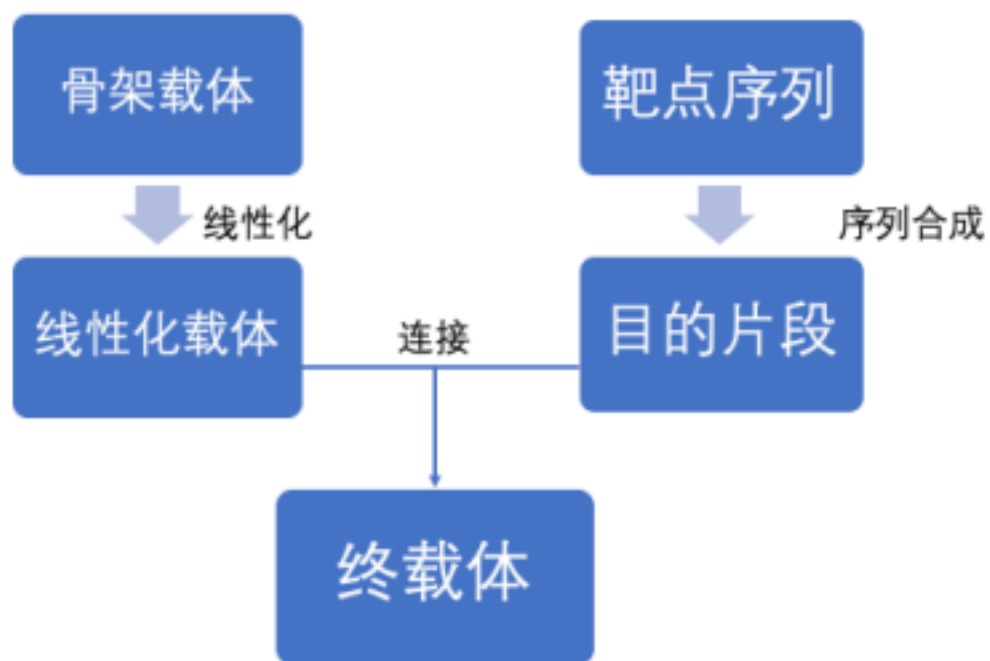 骨架载体
靶点序列
线性化
序列合成
线性化载体
连接
目的片段
终载体